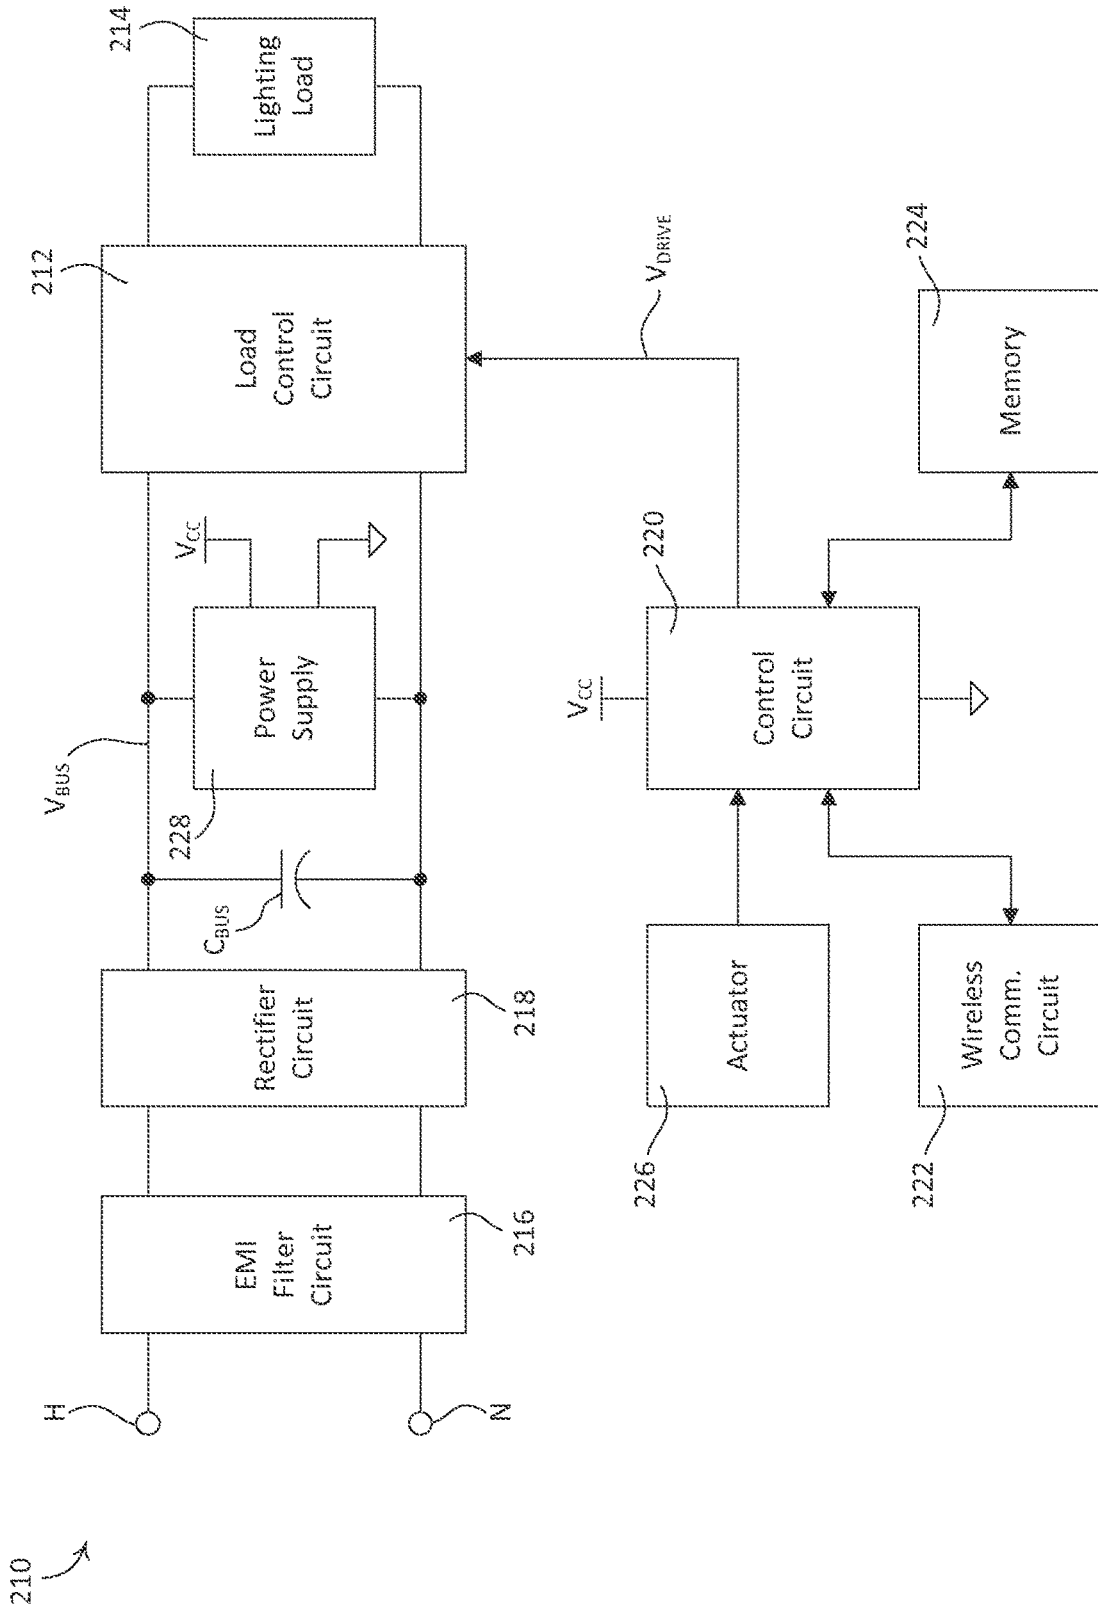 210
H
N
EMI
Filter
Circuit
216
Rectifier
Circuit
218
C_BUS
V_BUS
Power
Supply
228
V_CC
Load
Control
Circuit
212
Lighting
Load
214
V_DRIVE
Actuator
226
Wireless
Comm.
Circuit
222
V_CC
Control
Circuit
220
Memory
224